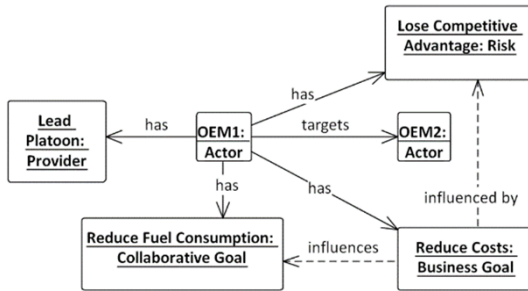 Lose Competitive
Advantage: Risk
has
Lead
Platoon:
Provider
has
OEM1:
Actor
targets
OEM2:
Actor
has
has
influenced by
Reduce Fuel Consumption:
Collaborative Goal
influences
Reduce Costs:
Business Goal